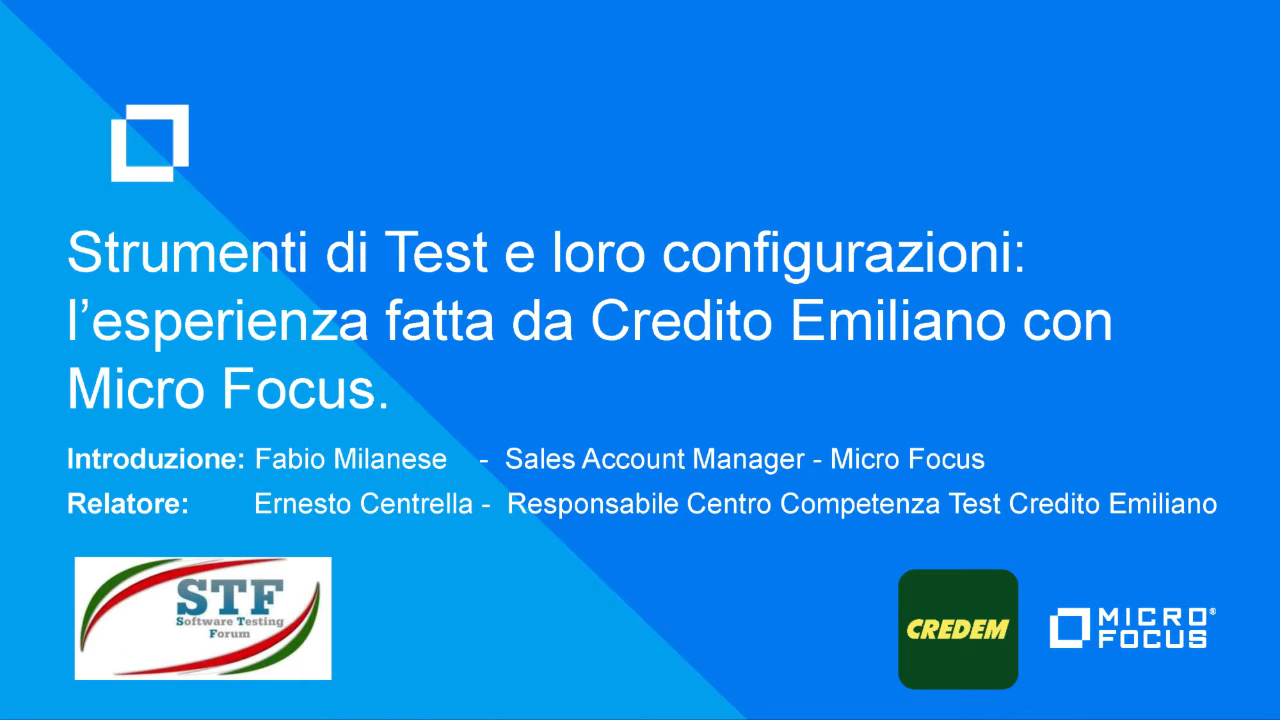 Strumenti di Test e loro configurazioni:
l’esperienza fatta da Credito Emiliano con
Micro Focus.
Introduzione: Fabio Milanese - Sales Account Manager - Micro Focus
Relatore: Ernesto Centrella - Responsabile Centro Competenza Test Credito Emiliano
STF
Software Testing
Forum
CREDEM
MICRO®
FOCUS